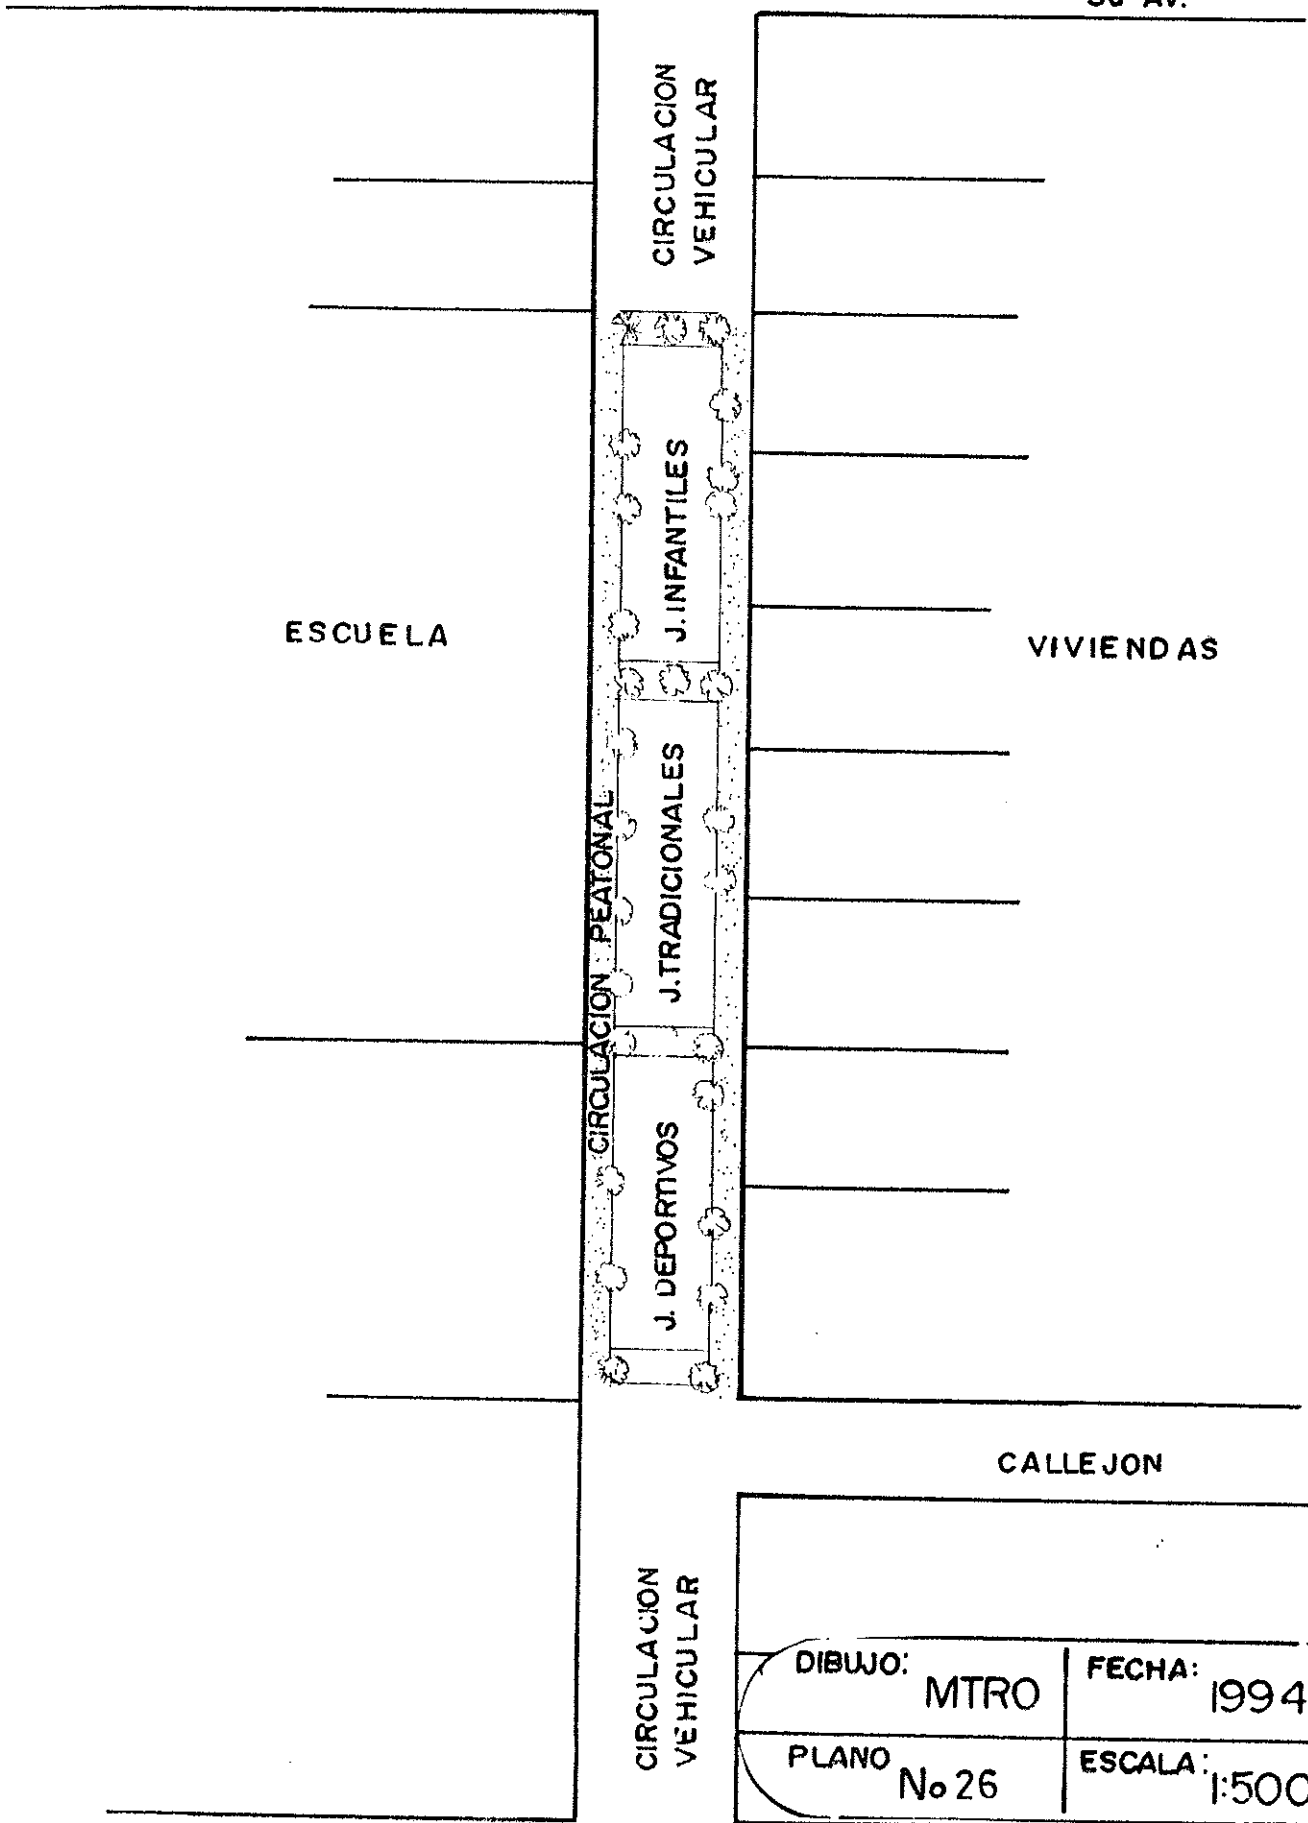 CIRCULACION
VEHICULAR
ESCUELA
J. INFANTILES
VIVIENDAS
CIRCULACION PEATONAL
J. TRADICIONALES
J. DEPORTIVOS
CALLEJON
CIRCULACION
VEHICULAR
DIBUJO: MTRO
FECHA: 1994
PLANO No 26
ESCALA: 1:500